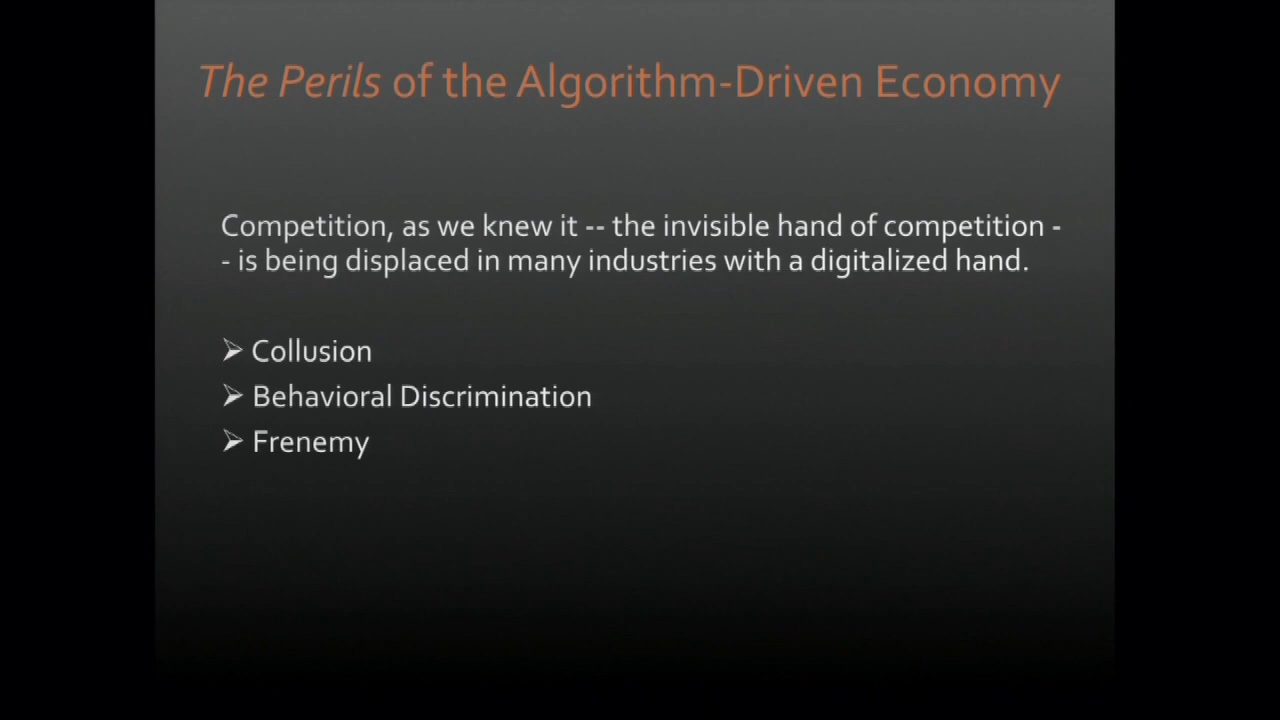 The Perils of the Algorithm-Driven Economy
Competition, as we knew it -- the invisible hand of competition -
- is being displaced in many industries with a digitalized hand.
➢ Collusion
➢ Behavioral Discrimination
➢ Frenemy